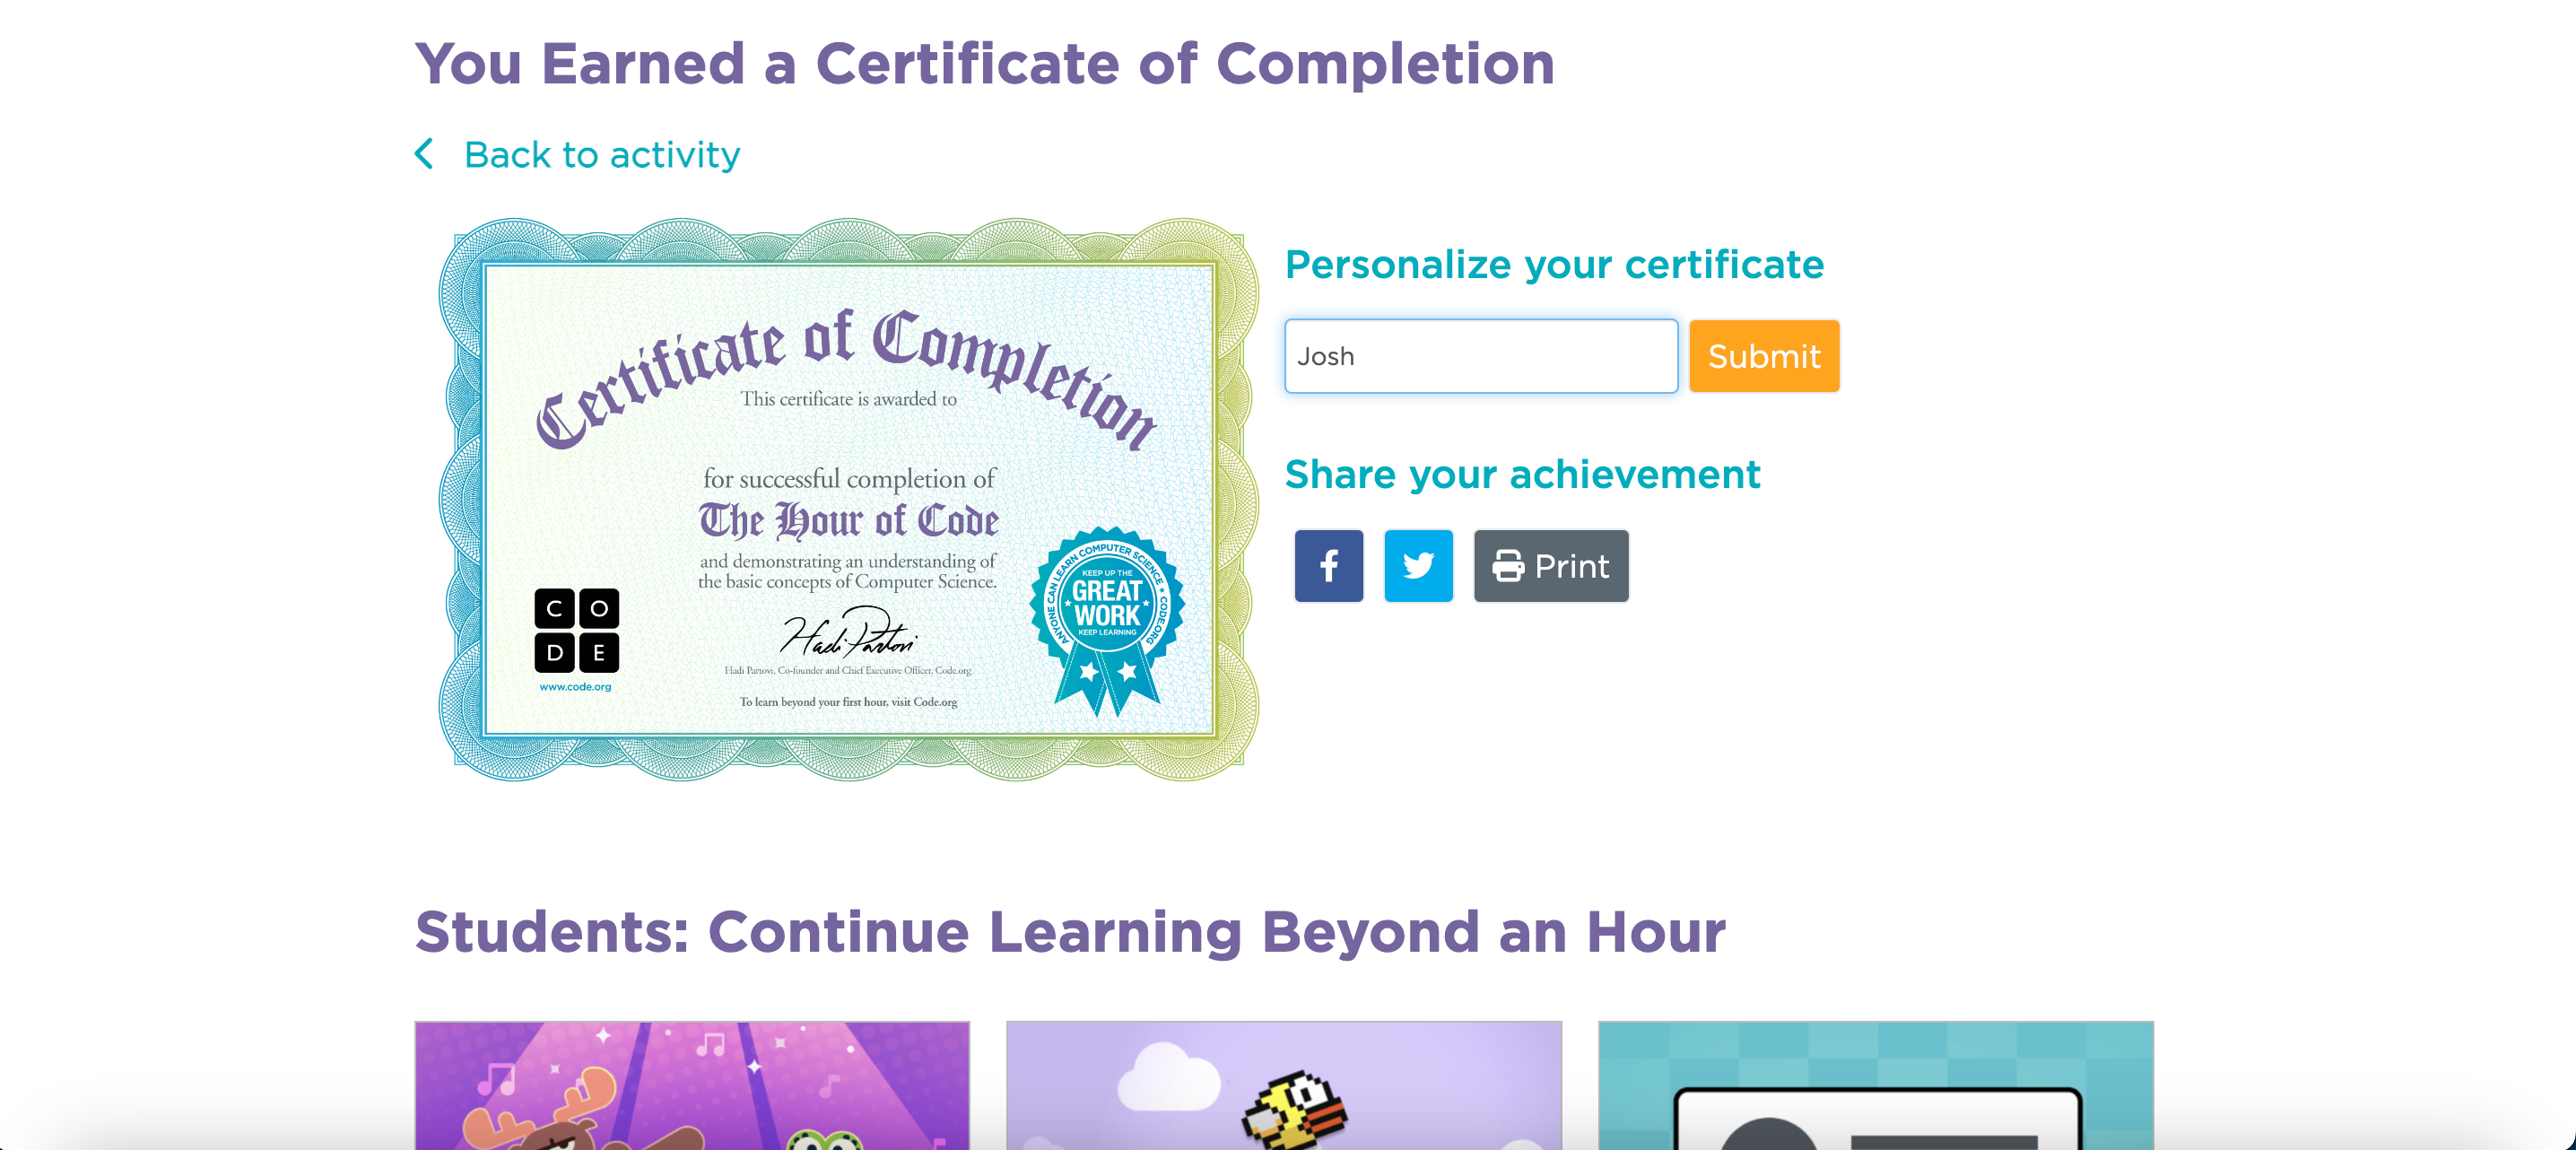 You Earned a Certificate of Completion
Back to activity
Certificate of Completion
This certificate is awarded to
for successful completion of
The Hour of Code
and demonstrating an understanding of
the basic concepts of Computer Science.
C O
D E
www.code.org
Hadi Partovi
Hadi Partovi, Co-founder and Chief Executive Officer, Code.org
To learn beyond your first hour, visit Code.org
ANYONE CAN LEARN COMPUTER SCIENCE • CODE.ORG
KEEP UP THE
GREAT
WORK
KEEP LEARNING
Personalize your certificate
Josh
Submit
Share your achievement
Print
Students: Continue Learning Beyond an Hour